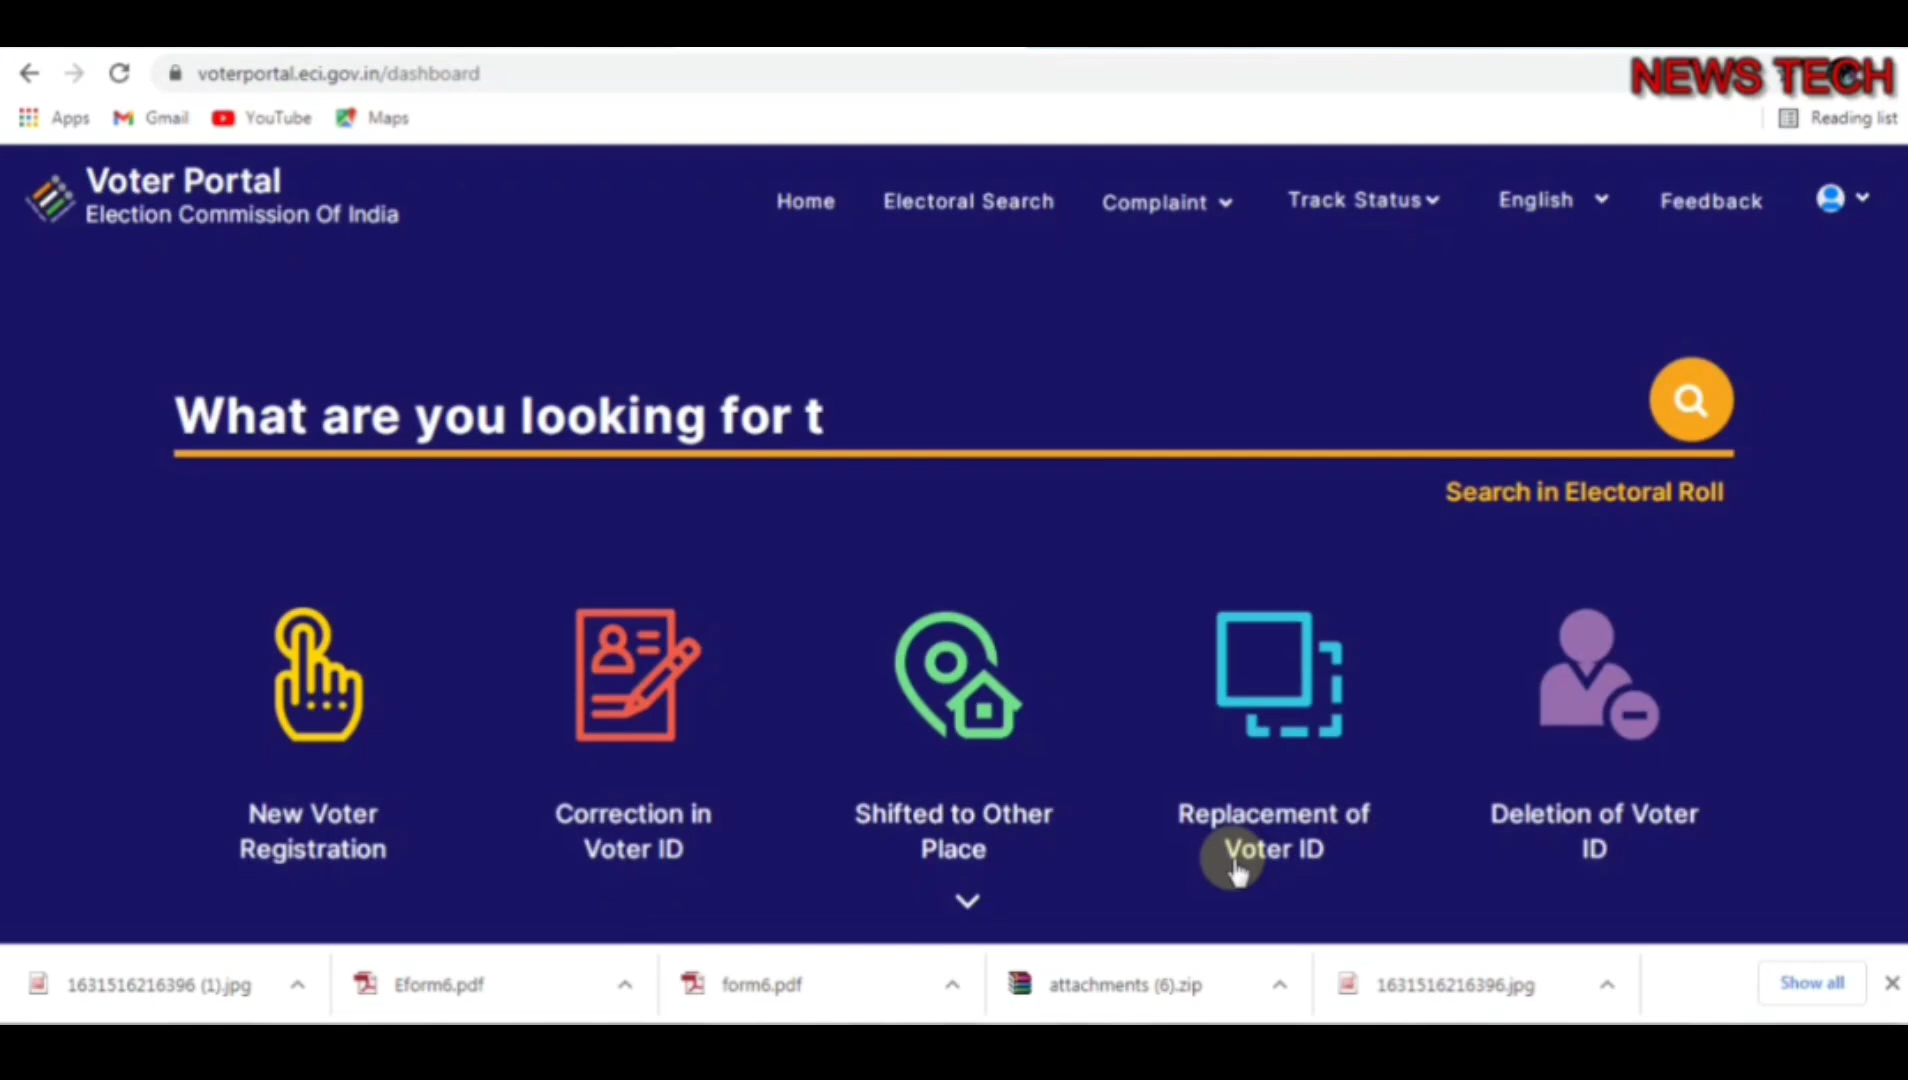 voterportal.eci.gov.in/dashboard
NEWS TECH
Apps Gmail YouTube Maps
Reading list
Voter Portal
Election Commission Of India
Home Electoral Search Complaint Track Status English Feedback
What are you looking for t
Search in Electoral Roll
New Voter
Registration
Correction in
Voter ID
Shifted to Other
Place
Replacement of
Voter ID
Deletion of Voter
ID
1631516216396 (1).jpg
Eform6.pdf
form6.pdf
attachments (6).zip
1631516216396.jpg
Show all